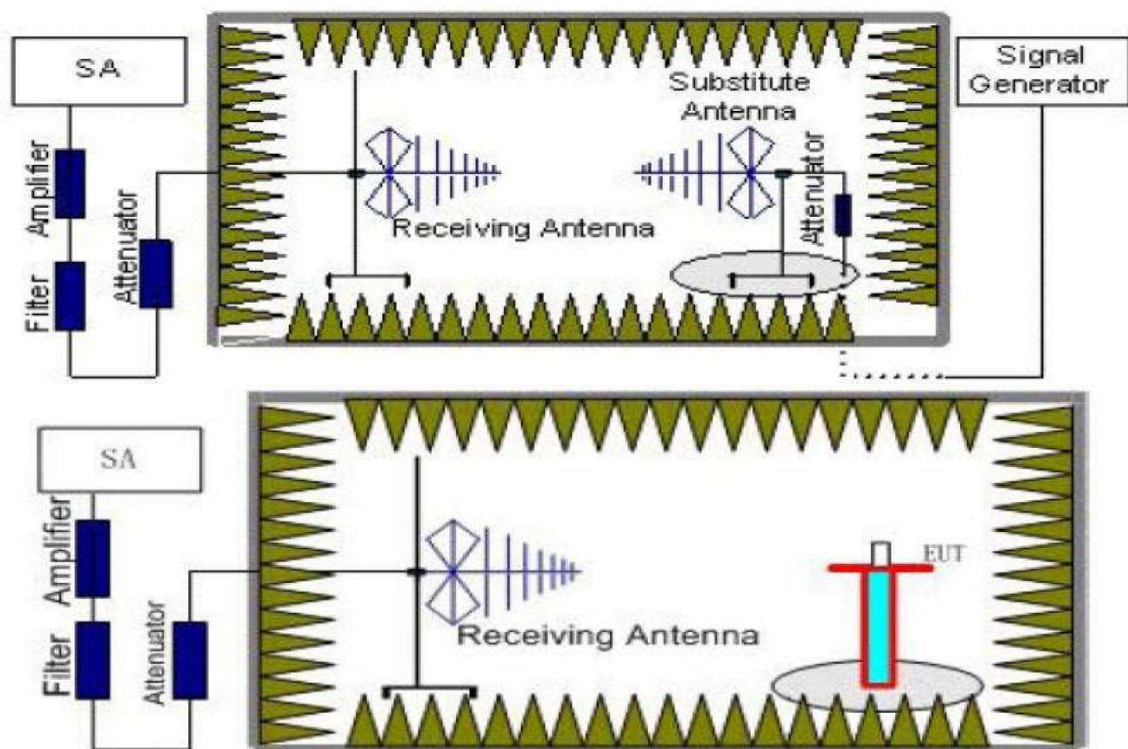 SA
Signal
Generator
Substitute
Antenna
Amplifier
Attenuator
Receiving Antenna
Attenuator
Filter
SA
Amplifier
EUT
Receiving Antenna
Filter
Attenuator